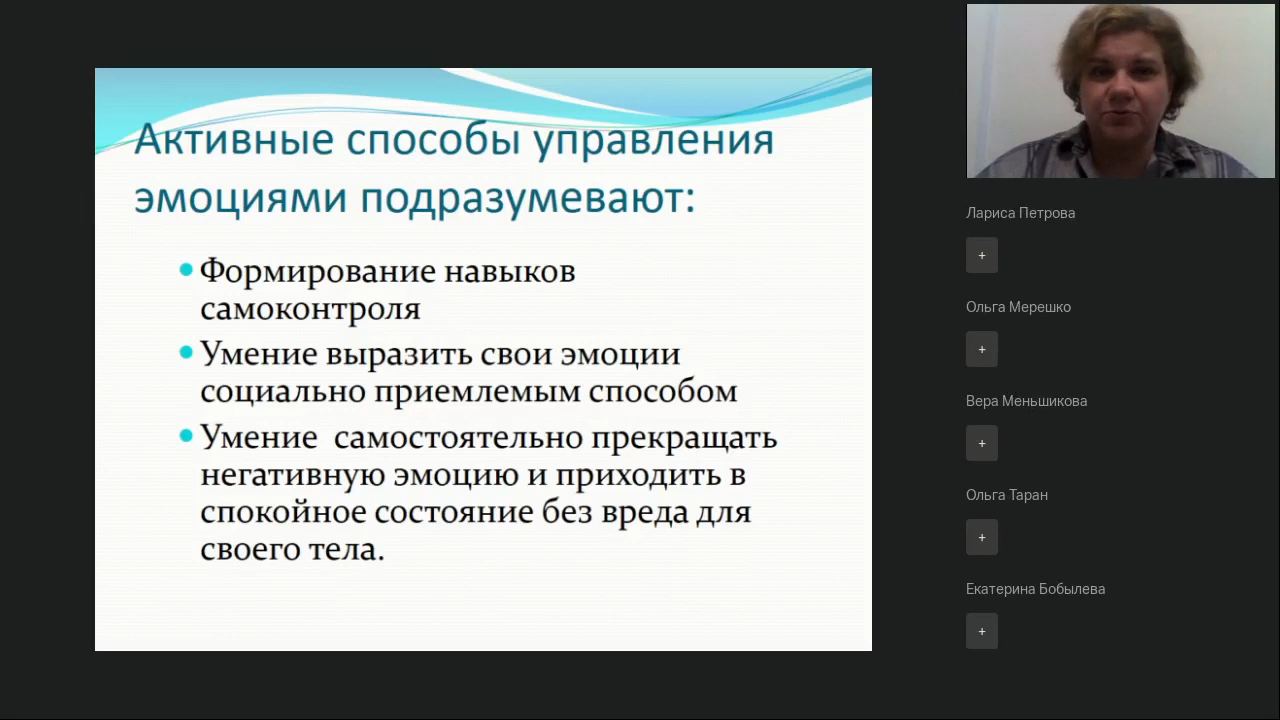 Активные способы управления
эмоциями подразумевают:
Формирование навыков
самоконтроля
Умение выразить свои эмоции
социально приемлемым способом
Умение  самостоятельно прекращать
негативную эмоцию и приходить в
спокойное состояние без вреда для
своего тела.
Лариса Петрова
+
Ольга Мерешко
+
Вера Меньшикова
+
Ольга Таран
+
Екатерина Бобылева
+